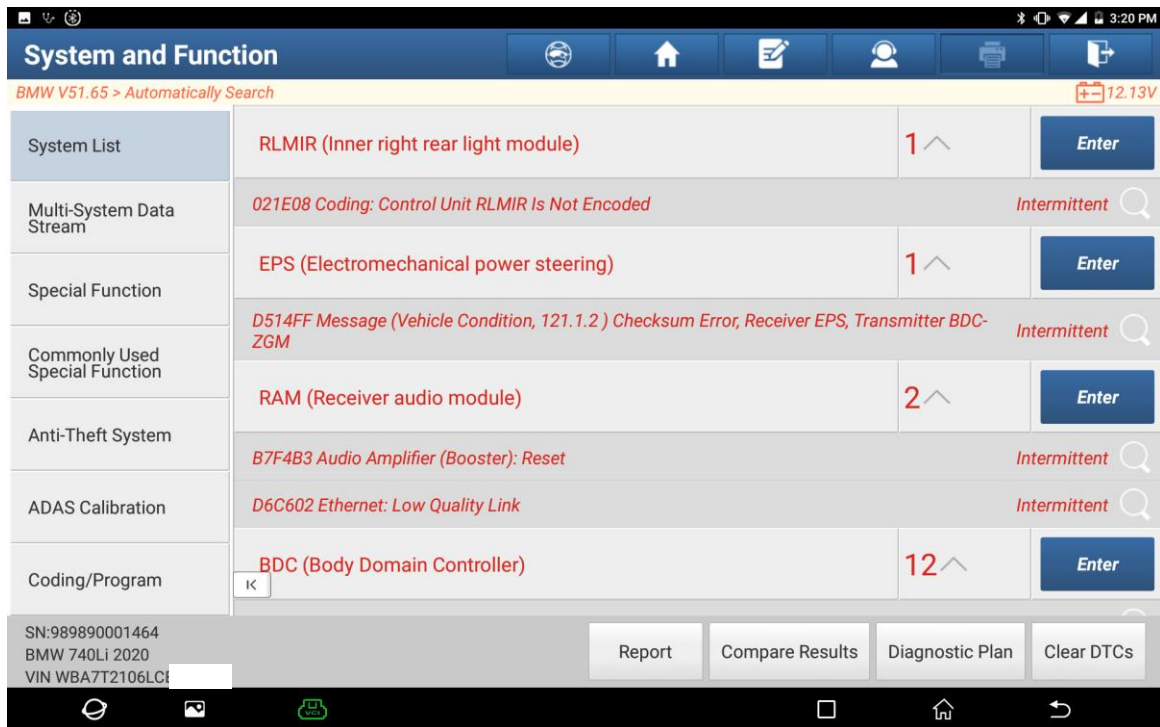 3:20 PM
System and Function
BMW V51.65 > Automatically Search
12.13V
System List
Multi-System Data
Stream
Special Function
Commonly Used
Special Function
Anti-Theft System
ADAS Calibration
Coding/Program
RLMIR (Inner right rear light module)
1
Enter
021E08 Coding: Control Unit RLMIR Is Not Encoded
Intermittent
EPS (Electromechanical power steering)
1
Enter
D514FF Message (Vehicle Condition, 121.1.2 ) Checksum Error, Receiver EPS, Transmitter BDC-
ZGM
Intermittent
RAM (Receiver audio module)
2
Enter
B7F4B3 Audio Amplifier (Booster): Reset
Intermittent
D6C602 Ethernet: Low Quality Link
Intermittent
BDC (Body Domain Controller)
12
Enter
SN:989890001464
BMW 740Li 2020
VIN WBA7T2106LC
Report
Compare Results
Diagnostic Plan
Clear DTCs
VCI